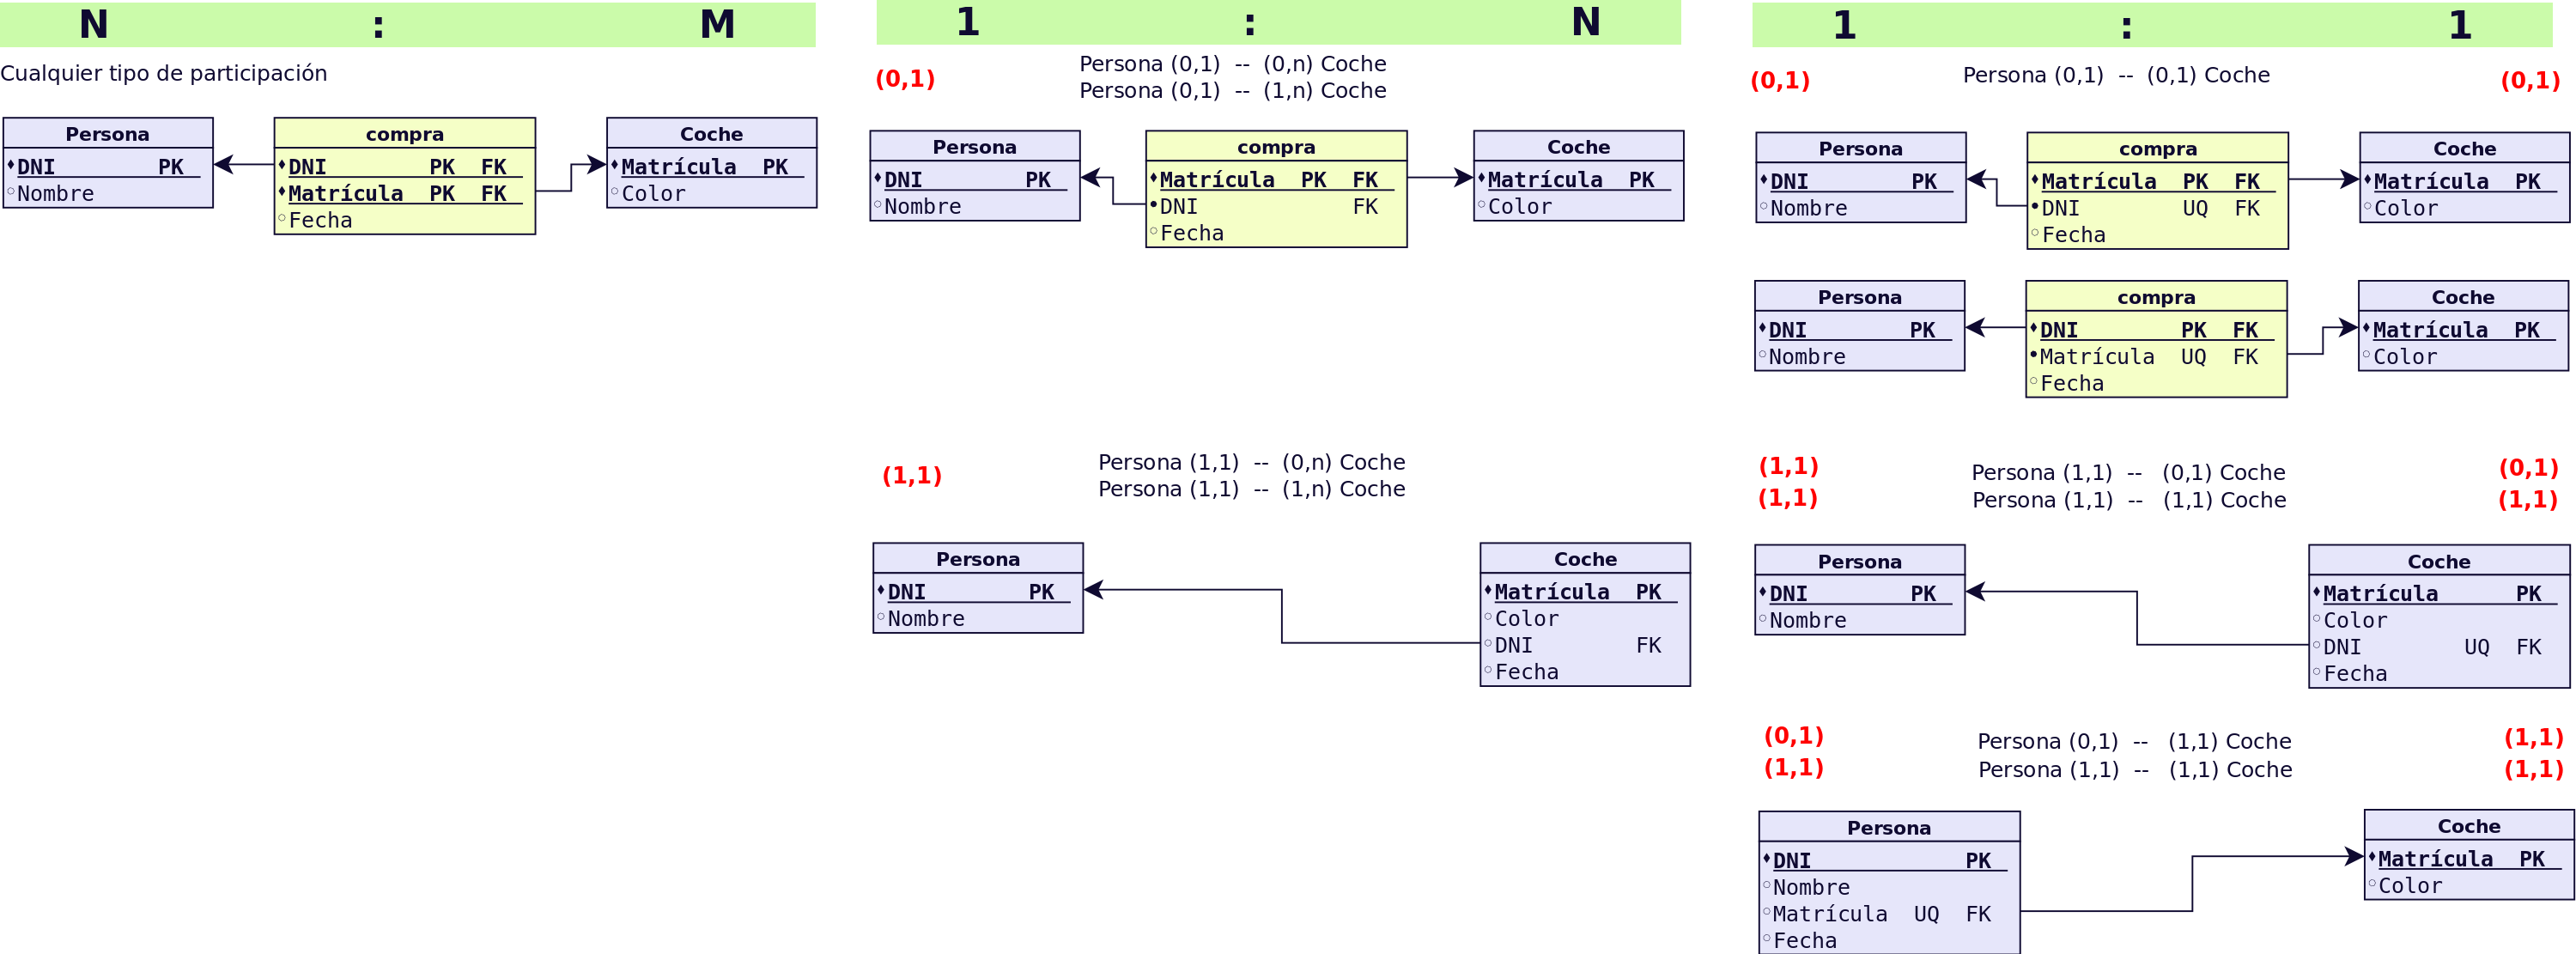 N : M
Cualquier tipo de participación
Persona
DNI PK
Nombre
compra
DNI PK FK
Matrícula PK FK
Fecha
Coche
Matrícula PK
Color
1 : N
(0,1)
Persona (0,1) -- (0,n) Coche
Persona (0,1) -- (1,n) Coche
Persona
DNI PK
Nombre
compra
Matrícula PK FK
DNI FK
Fecha
Coche
Matrícula PK
Color
(1,1)
Persona (1,1) -- (0,n) Coche
Persona (1,1) -- (1,n) Coche
Persona
DNI PK
Nombre
Coche
Matrícula PK
Color
DNI FK
Fecha
1 : 1
(0,1) Persona (0,1) -- (0,1) Coche (0,1)
Persona
DNI PK
Nombre
compra
Matrícula PK FK
DNI UQ FK
Fecha
Coche
Matrícula PK
Color
Persona
DNI PK
Nombre
compra
DNI PK FK
Matrícula UQ FK
Fecha
Coche
Matrícula PK
Color
(1,1) Persona (1,1) -- (0,1) Coche (0,1)
(1,1) Persona (1,1) -- (1,1) Coche (1,1)
Persona
DNI PK
Nombre
Coche
Matrícula PK
Color
DNI UQ FK
Fecha
(0,1) Persona (0,1) -- (1,1) Coche (1,1)
(1,1) Persona (1,1) -- (1,1) Coche (1,1)
Persona
DNI PK
Nombre
Matrícula UQ FK
Fecha
Coche
Matrícula PK
Color